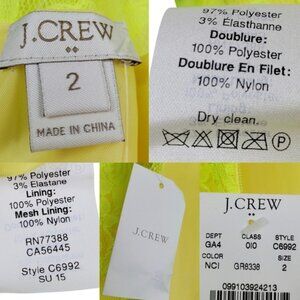 J.CREW
2
MADE IN CHINA
97% Polyester
3% Élasthanne
Doublure:
100% Polyester
Doublure En Filet:
100% Nylon
Dry clean.
97% Polyester
3% Elastane
Lining:
100% Polyester
Mesh Lining:
100% Nylon
RN77388
CA56445
Style C6992
SU 15
J.CREW
J.CREW
DEPT CLASS STYLE
GA4 010 C6992
COLOR SIZE
NCI GR8338 2
099103924213